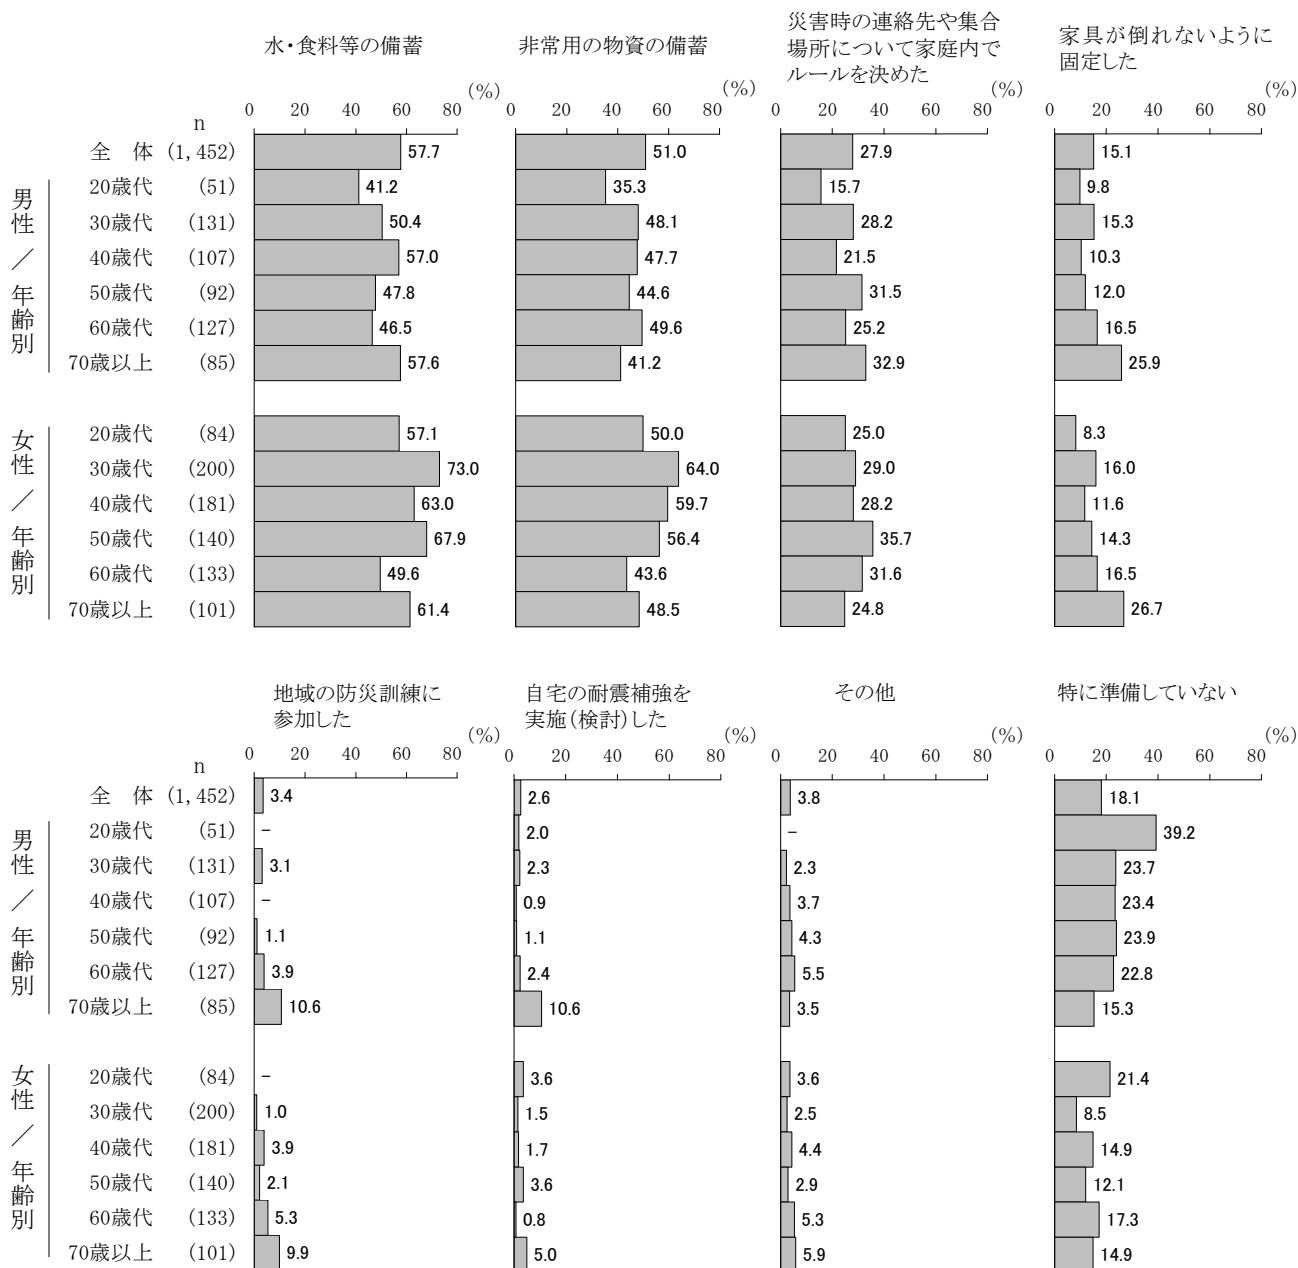 水・食料等の備蓄
非常用の物資の備蓄
災害時の連絡先や集合
場所について家庭内で
ルールを決めた
家具が倒れないように
固定した
(%) (%) (%) (%)
0 20 40 60 80 0 20 40 60 80 0 20 40 60 80 0 20 40 60 80
n
全 体 (1,452) 57.7 51.0 27.9 15.1
男性／年齢別
20歳代 (51) 41.2 35.3 15.7 9.8
30歳代 (131) 50.4 48.1 28.2 15.3
40歳代 (107) 57.0 47.7 21.5 10.3
50歳代 (92) 47.8 44.6 31.5 12.0
60歳代 (127) 46.5 49.6 25.2 16.5
70歳以上 (85) 57.6 41.2 32.9 25.9
女性／年齢別
20歳代 (84) 57.1 50.0 25.0 8.3
30歳代 (200) 73.0 64.0 29.0 16.0
40歳代 (181) 63.0 59.7 28.2 11.6
50歳代 (140) 67.9 56.4 35.7 14.3
60歳代 (133) 49.6 43.6 31.6 16.5
70歳以上 (101) 61.4 48.5 24.8 26.7
地域の防災訓練に
参加した
自宅の耐震補強を
実施(検討)した
その他
特に準備していない
(%) (%) (%) (%)
0 20 40 60 80 0 20 40 60 80 0 20 40 60 80 0 20 40 60 80
n
全 体 (1,452) 3.4 2.6 3.8 18.1
男性／年齢別
20歳代 (51) - 2.0 - 39.2
30歳代 (131) 3.1 2.3 2.3 23.7
40歳代 (107) - 0.9 3.7 23.4
50歳代 (92) 1.1 1.1 4.3 23.9
60歳代 (127) 3.9 2.4 5.5 22.8
70歳以上 (85) 10.6 10.6 3.5 15.3
女性／年齢別
20歳代 (84) - 3.6 3.6 21.4
30歳代 (200) 1.0 1.5 2.5 8.5
40歳代 (181) 3.9 1.7 4.4 14.9
50歳代 (140) 2.1 3.6 2.9 12.1
60歳代 (133) 5.3 0.8 5.3 17.3
70歳以上 (101) 9.9 5.0 5.9 14.9